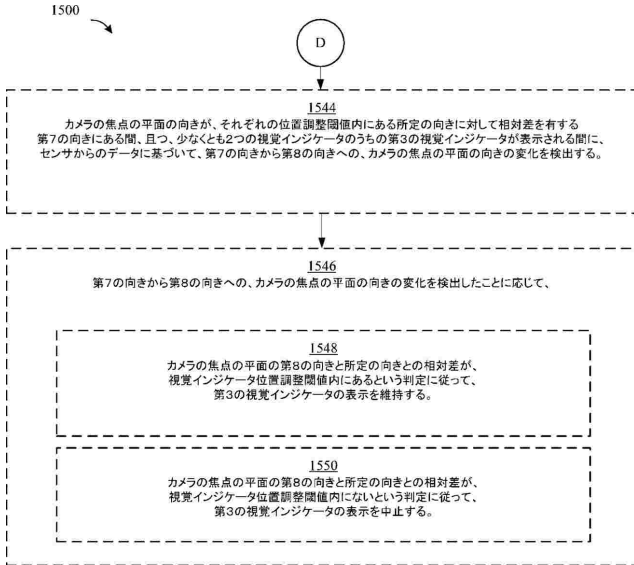 1500
D
1544
カメラの焦点の平面の向きが、それぞれの位置調整閾値内にある所定の向きに対して相対差を有する
第7の向きにある間、且つ、少なくとも2つの視覚インジケータのうちの第3の視覚インジケータが表示される間に、
センサからのデータに基づいて、第7の向きから第8の向きへの、カメラの焦点の平面の向きの変化を検出する。
1546
第7の向きから第8の向きへの、カメラの焦点の平面の向きの変化を検出したことに応じて、
1548
カメラの焦点の平面の第8の向きと所定の向きとの相対差が、
視覚インジケータ位置調整閾値内にあるという判定に従って、
第3の視覚インジケータの表示を維持する。
1550
カメラの焦点の平面の第8の向きと所定の向きとの相対差が、
視覚インジケータ位置調整閾値内にないという判定に従って、
第3の視覚インジケータの表示を中止する。